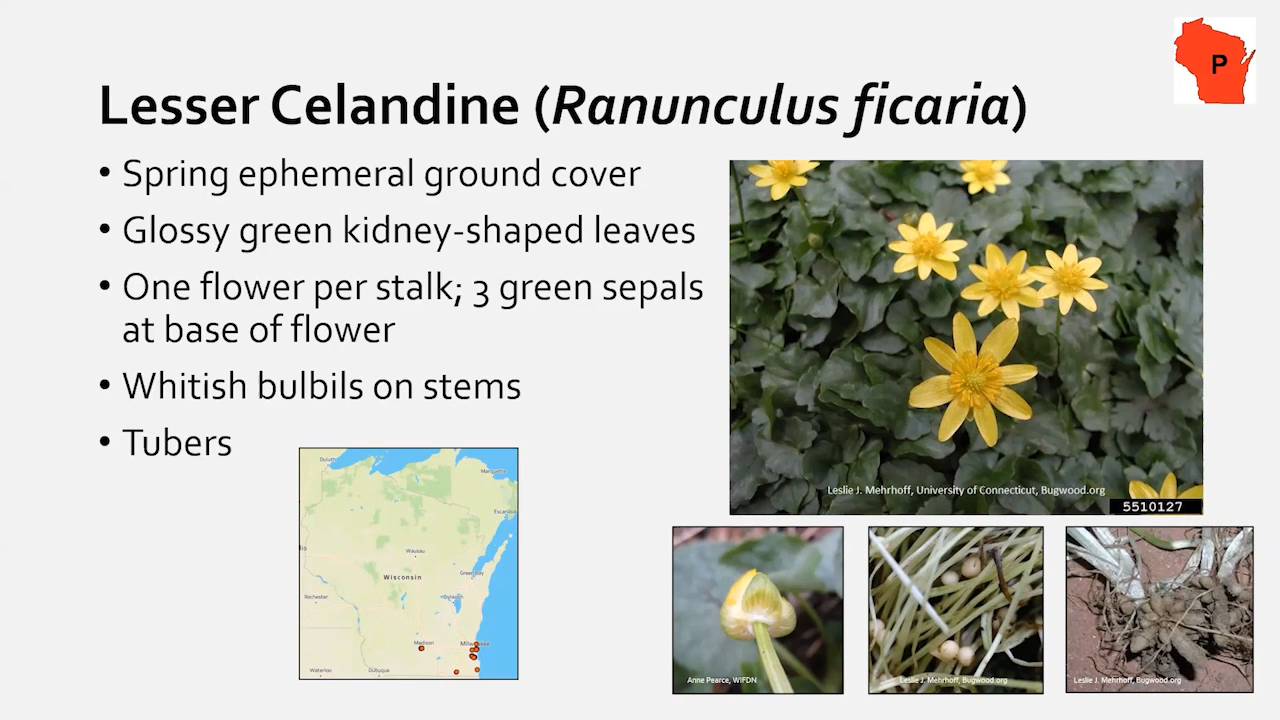 P
Lesser Celandine (Ranunculus ficaria)
• Spring ephemeral ground cover
• Glossy green kidney-shaped leaves
• One flower per stalk; 3 green sepals
at base of flower
• Whitish bulbils on stems
• Tubers
Leslie J. Mehrhoff, University of Connecticut, Bugwood.org
5510127
Duluth
Marquette
Escanaba
Wausau
Wisconsin
Green Bay
Rochester
Oshkosh
Madison
Milwaukee
Waterloo
Dubuque
Anne Pearce, WIFDN
Leslie J. Mehrhoff, Bugwood.org
Leslie J. Mehrhoff, Bugwood.org